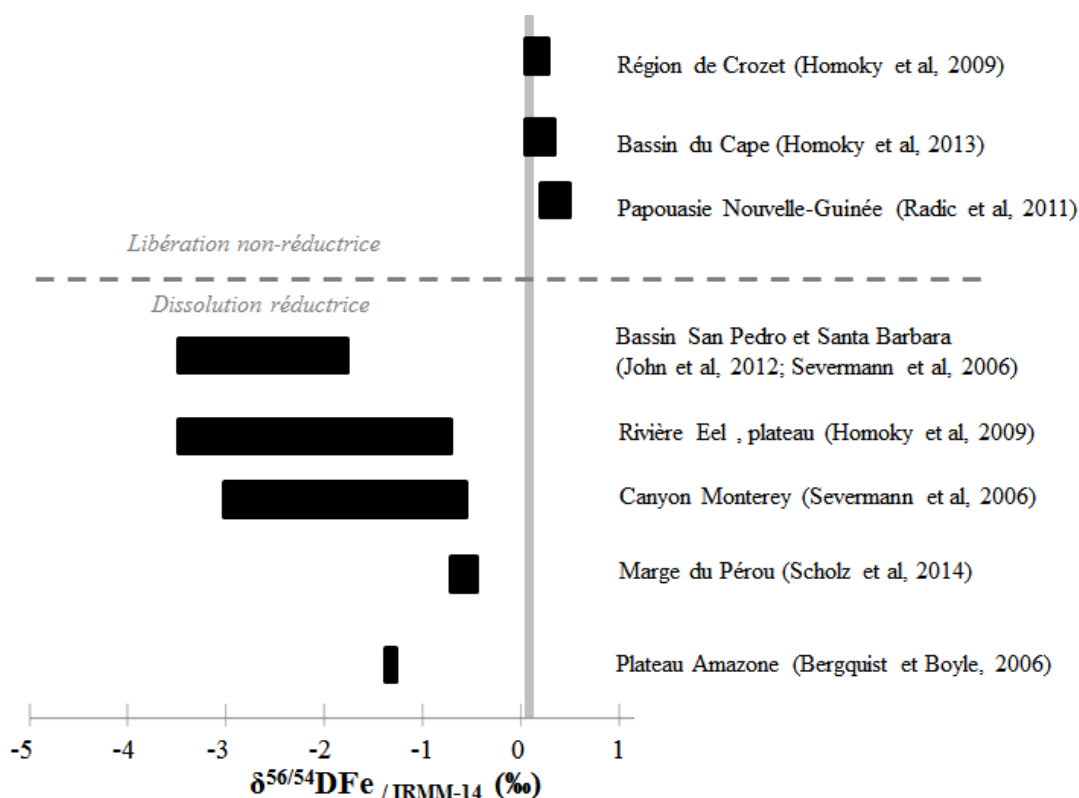 Région de Crozet (Homoky et al, 2009)
Bassin du Cape (Homoky et al, 2013)
Papouasie Nouvelle-Guinée (Radic et al, 2011)
Libération non-réductrice
Dissolution réductrice
Bassin San Pedro et Santa Barbara
(John et al, 2012; Severmann et al, 2006)
Rivière Eel , plateau (Homoky et al, 2009)
Canyon Monterey (Severmann et al, 2006)
Marge du Pérou (Scholz et al, 2014)
Plateau Amazone (Bergquist et Boyle, 2006)
-5 -4 -3 -2 -1 0 1
δ56/54DFe / IRMM-14 (‰)